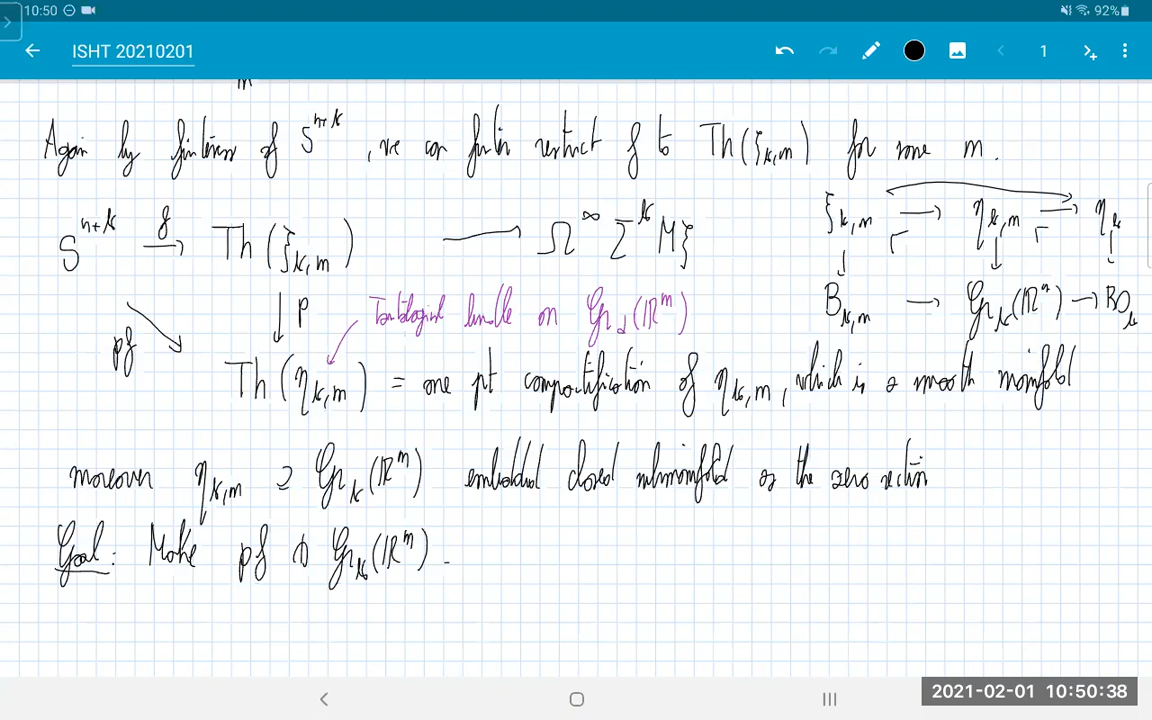 10:50 92%
ISHT 20210201 1
m
Again by finiteness of S^{n+k}, we can further restrict f to Th(ξ_{k,m}) for some m.
S^{n+k} \xrightarrow{f} Th(ξ_{k,m}) ⟶ Ω^∞ Σ^k Mξ
ξ_{k,m} → η_{k,m} → η_k
↓ p
B_{k,m} → Gr_k(ℝ^m) → BO_k
Tautological bundle on Gr_d(ℝ^m)
pf
Th(η_{k,m}) = one pt compactification of η_{k,m}, which is a smooth manifold
moreover η_{k,m} ⊇ Gr_k(ℝ^m) embedded closed submanifold as the zero section
Goal: Make pf ⋔ Gr_k(ℝ^m).
2021-02-01 10:50:38